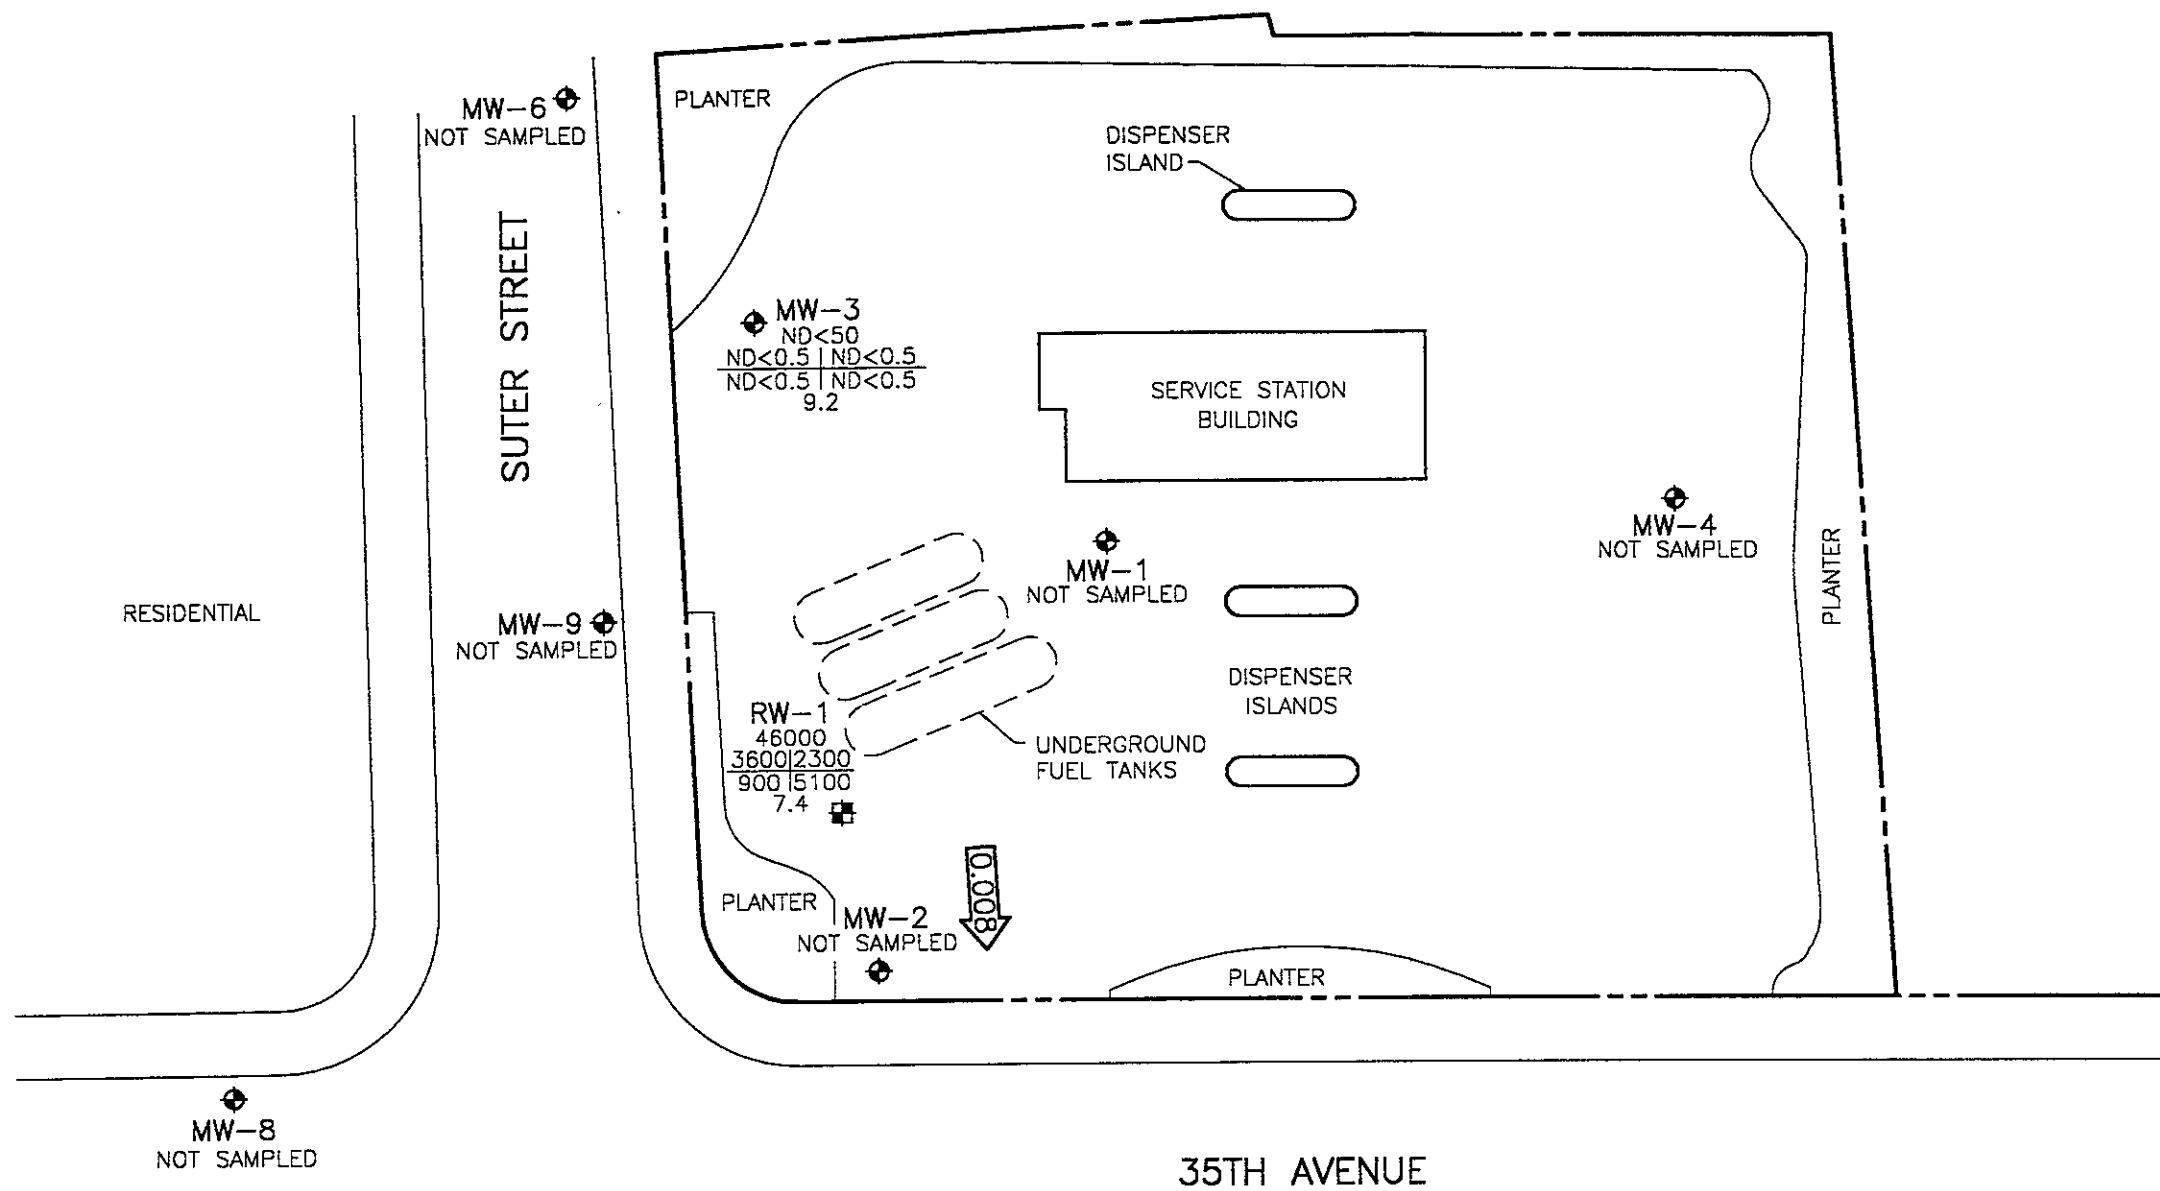 MW-6
NOT SAMPLED
PLANTER
DISPENSER
ISLAND
SUTER STREET
MW-3
ND<50
ND<0.5 | ND<0.5
ND<0.5 | ND<0.5
9.2
SERVICE STATION
BUILDING
MW-4
NOT SAMPLED
MW-1
NOT SAMPLED
PLANTER
RESIDENTIAL
MW-9
NOT SAMPLED
DISPENSER
ISLANDS
RW-1
46000
3600|2300
900|5100
7.4
UNDERGROUND
FUEL TANKS
0.008
PLANTER
MW-2
NOT SAMPLED
PLANTER
MW-8
NOT SAMPLED
35TH AVENUE